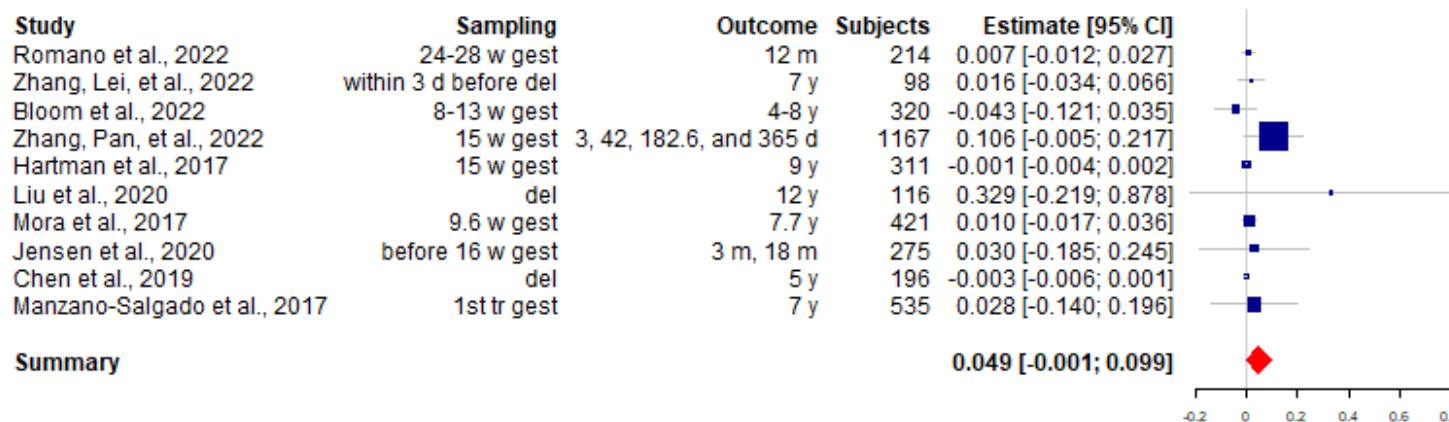 Study Sampling Outcome Subjects Estimate [95% CI]
Romano et al., 2022 24-28 w gest 12 m 214 0.007 [-0.012; 0.027]
Zhang, Lei, et al., 2022 within 3 d before del 7 y 98 0.016 [-0.034; 0.066]
Bloom et al., 2022 8-13 w gest 4-8 y 320 -0.043 [-0.121; 0.035]
Zhang, Pan, et al., 2022 15 w gest 3, 42, 182.6, and 365 d 1167 0.106 [-0.005; 0.217]
Hartman et al., 2017 15 w gest 9 y 311 -0.001 [-0.004; 0.002]
Liu et al., 2020 del 12 y 116 0.329 [-0.219; 0.878]
Mora et al., 2017 9.6 w gest 7.7 y 421 0.010 [-0.017; 0.036]
Jensen et al., 2020 before 16 w gest 3 m, 18 m 275 0.030 [-0.185; 0.245]
Chen et al., 2019 del 5 y 196 -0.003 [-0.006; 0.001]
Manzano-Salgado et al., 2017 1st tr gest 7 y 535 0.028 [-0.140; 0.196]
Summary 0.049 [-0.001; 0.099]
-0.2 0 0.2 0.4 0.6